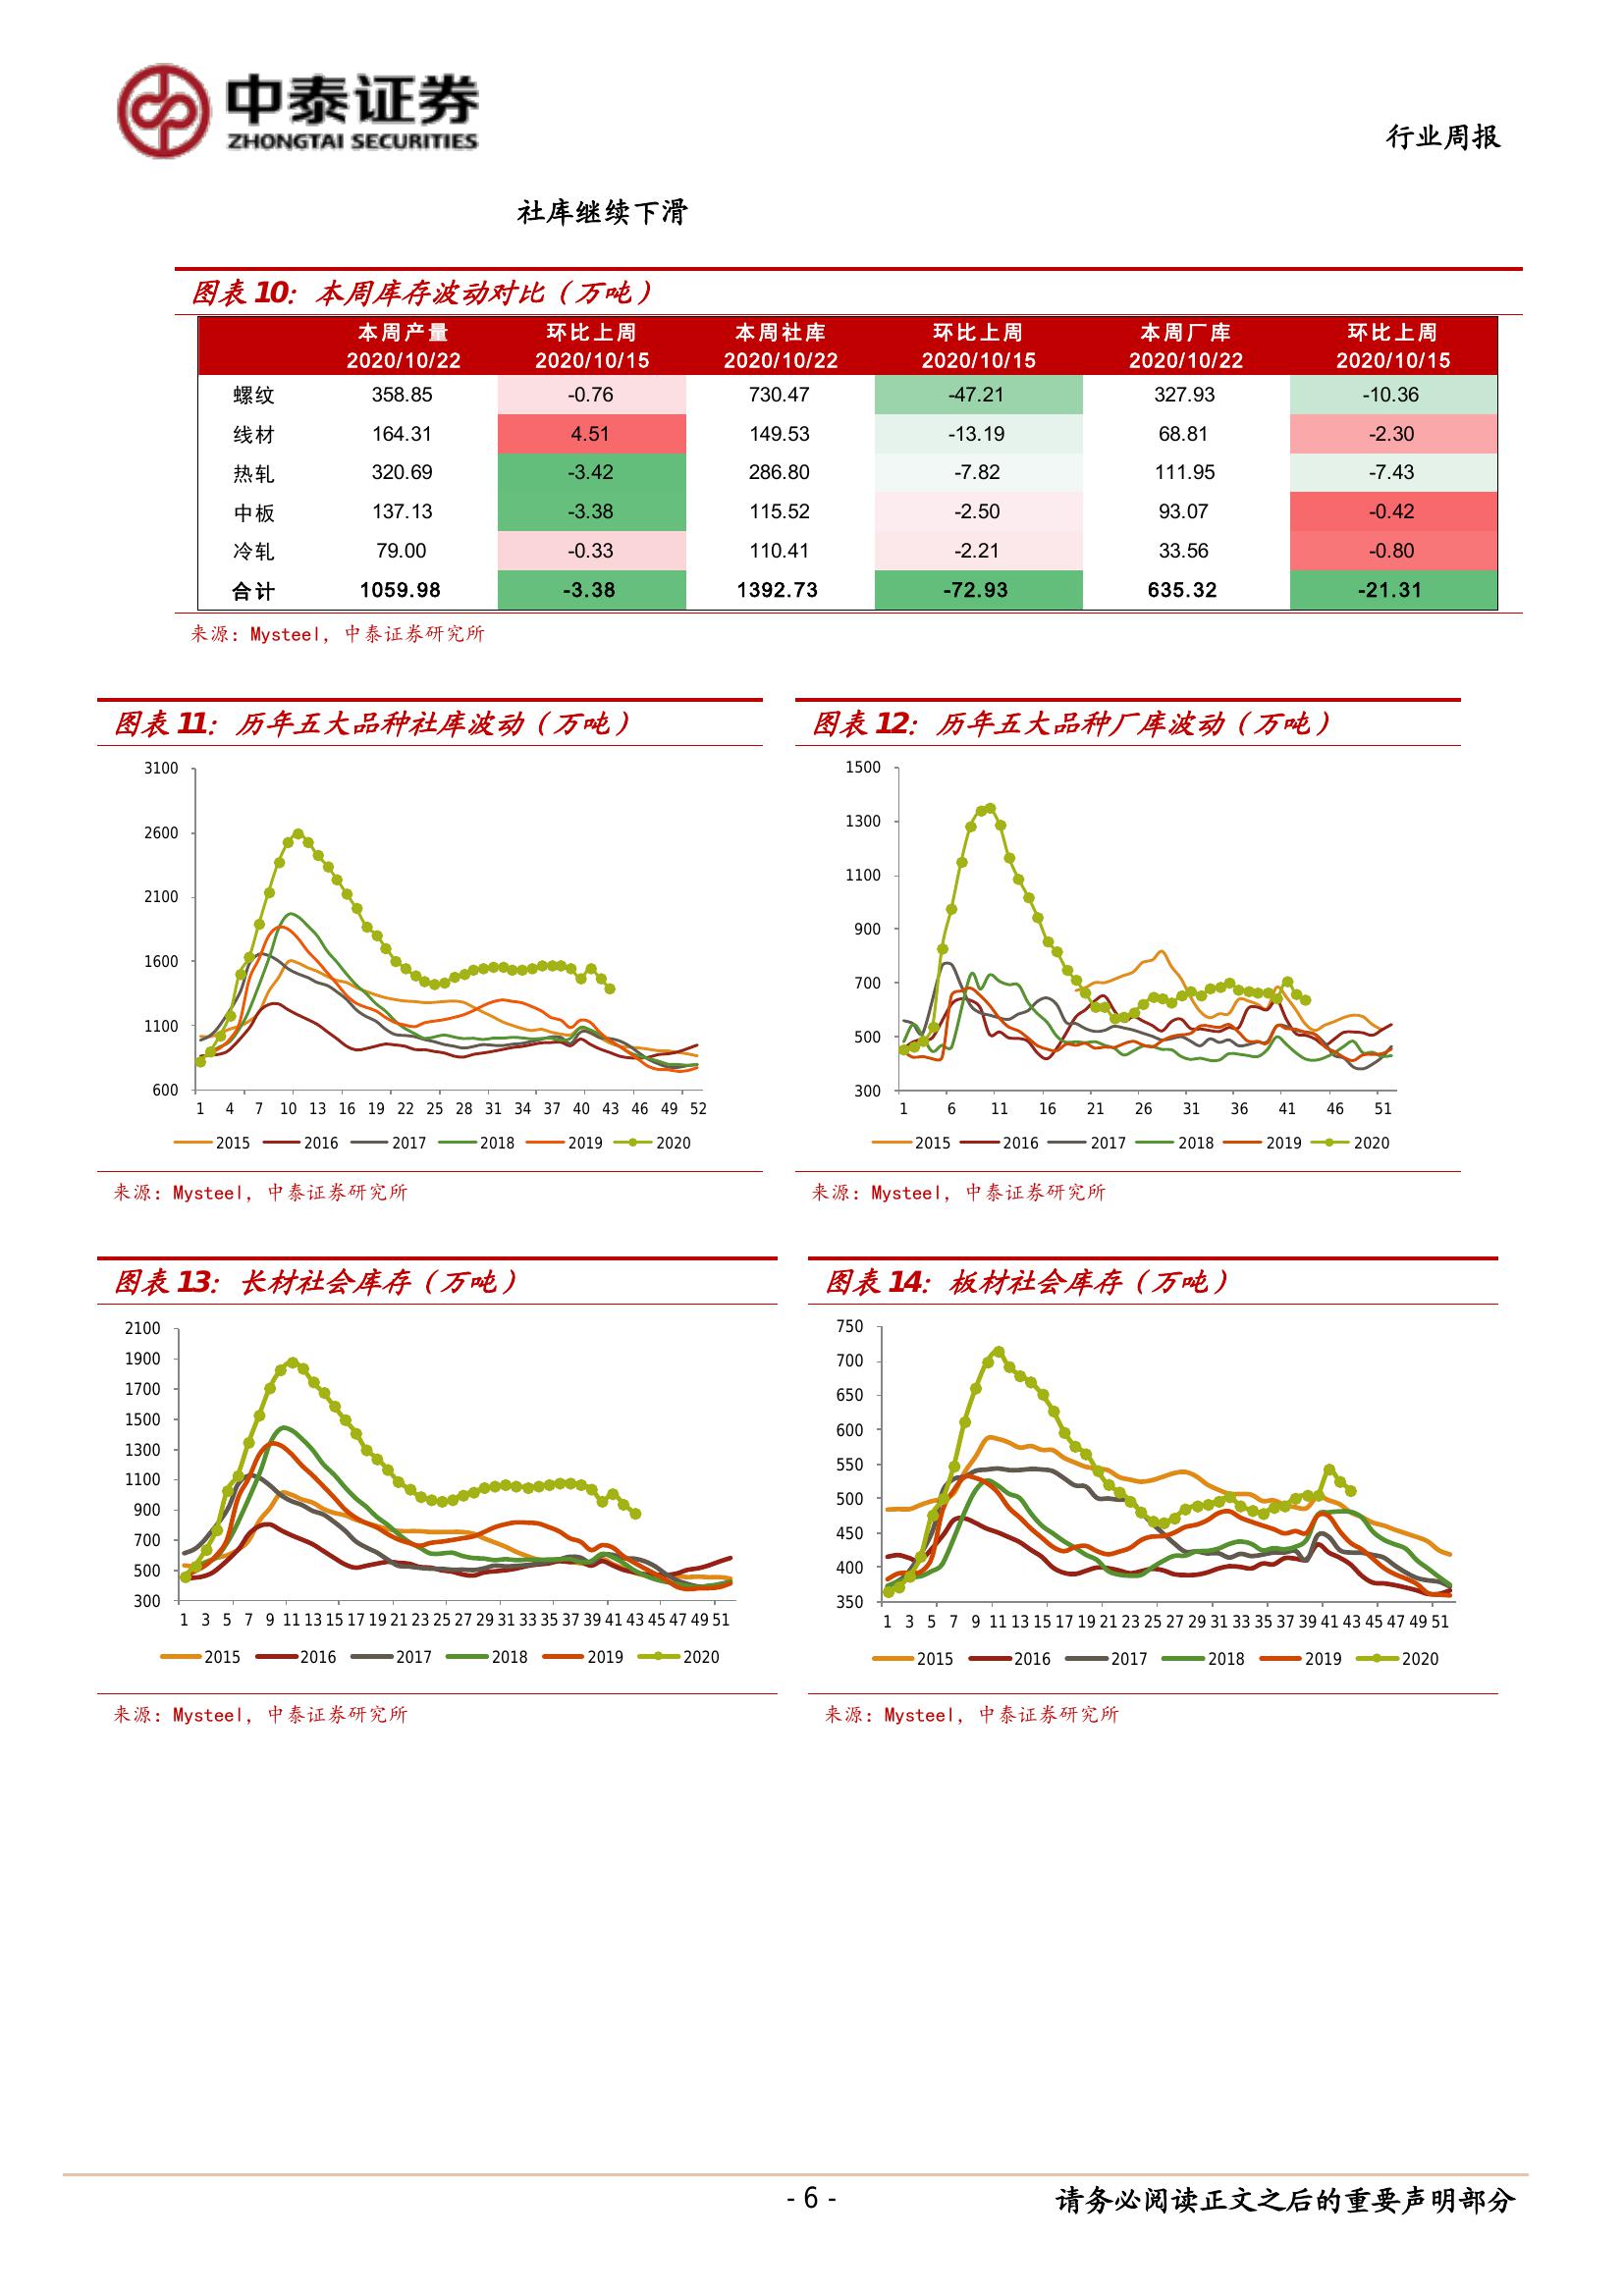 中泰证券
ZHONGTAI SECURITIES
行业周报
社库继续下滑
图表10：本周库存波动对比（万吨）
本周产量 环比上周 本周社库 环比上周 本周厂库 环比上周
2020/10/22 2020/10/15 2020/10/22 2020/10/15 2020/10/22 2020/10/15
螺纹 358.85 -0.76 730.47 -47.21 327.93 -10.36
线材 164.31 4.51 149.53 -13.19 68.81 -2.30
热轧 320.69 -3.42 286.80 -7.82 111.95 -7.43
中板 137.13 -3.38 115.52 -2.50 93.07 -0.42
冷轧 79.00 -0.33 110.41 -2.21 33.56 -0.80
合计 1059.98 -3.38 1392.73 -72.93 635.32 -21.31
来源：Mysteel，中泰证券研究所
图表11：历年五大品种社库波动（万吨）
3100
2600
2100
1600
1100
600
1 4 7 10 13 16 19 22 25 28 31 34 37 40 43 46 49 52
2015 2016 2017 2018 2019 2020
来源：Mysteel，中泰证券研究所
图表12：历年五大品种厂库波动（万吨）
1500
1300
1100
900
700
500
300
1 6 11 16 21 26 31 36 41 46 51
2015 2016 2017 2018 2019 2020
来源：Mysteel，中泰证券研究所
图表13：长材社会库存（万吨）
2100
1900
1700
1500
1300
1100
900
700
500
300
1 3 5 7 9 11 13 15 17 19 21 23 25 27 29 31 33 35 37 39 41 43 45 47 49 51
2015 2016 2017 2018 2019 2020
来源：Mysteel，中泰证券研究所
图表14：板材社会库存（万吨）
750
700
650
600
550
500
450
400
350
1 3 5 7 9 11 13 15 17 19 21 23 25 27 29 31 33 35 37 39 41 43 45 47 49 51
2015 2016 2017 2018 2019 2020
来源：Mysteel，中泰证券研究所
- 6 -
请务必阅读正文之后的重要声明部分